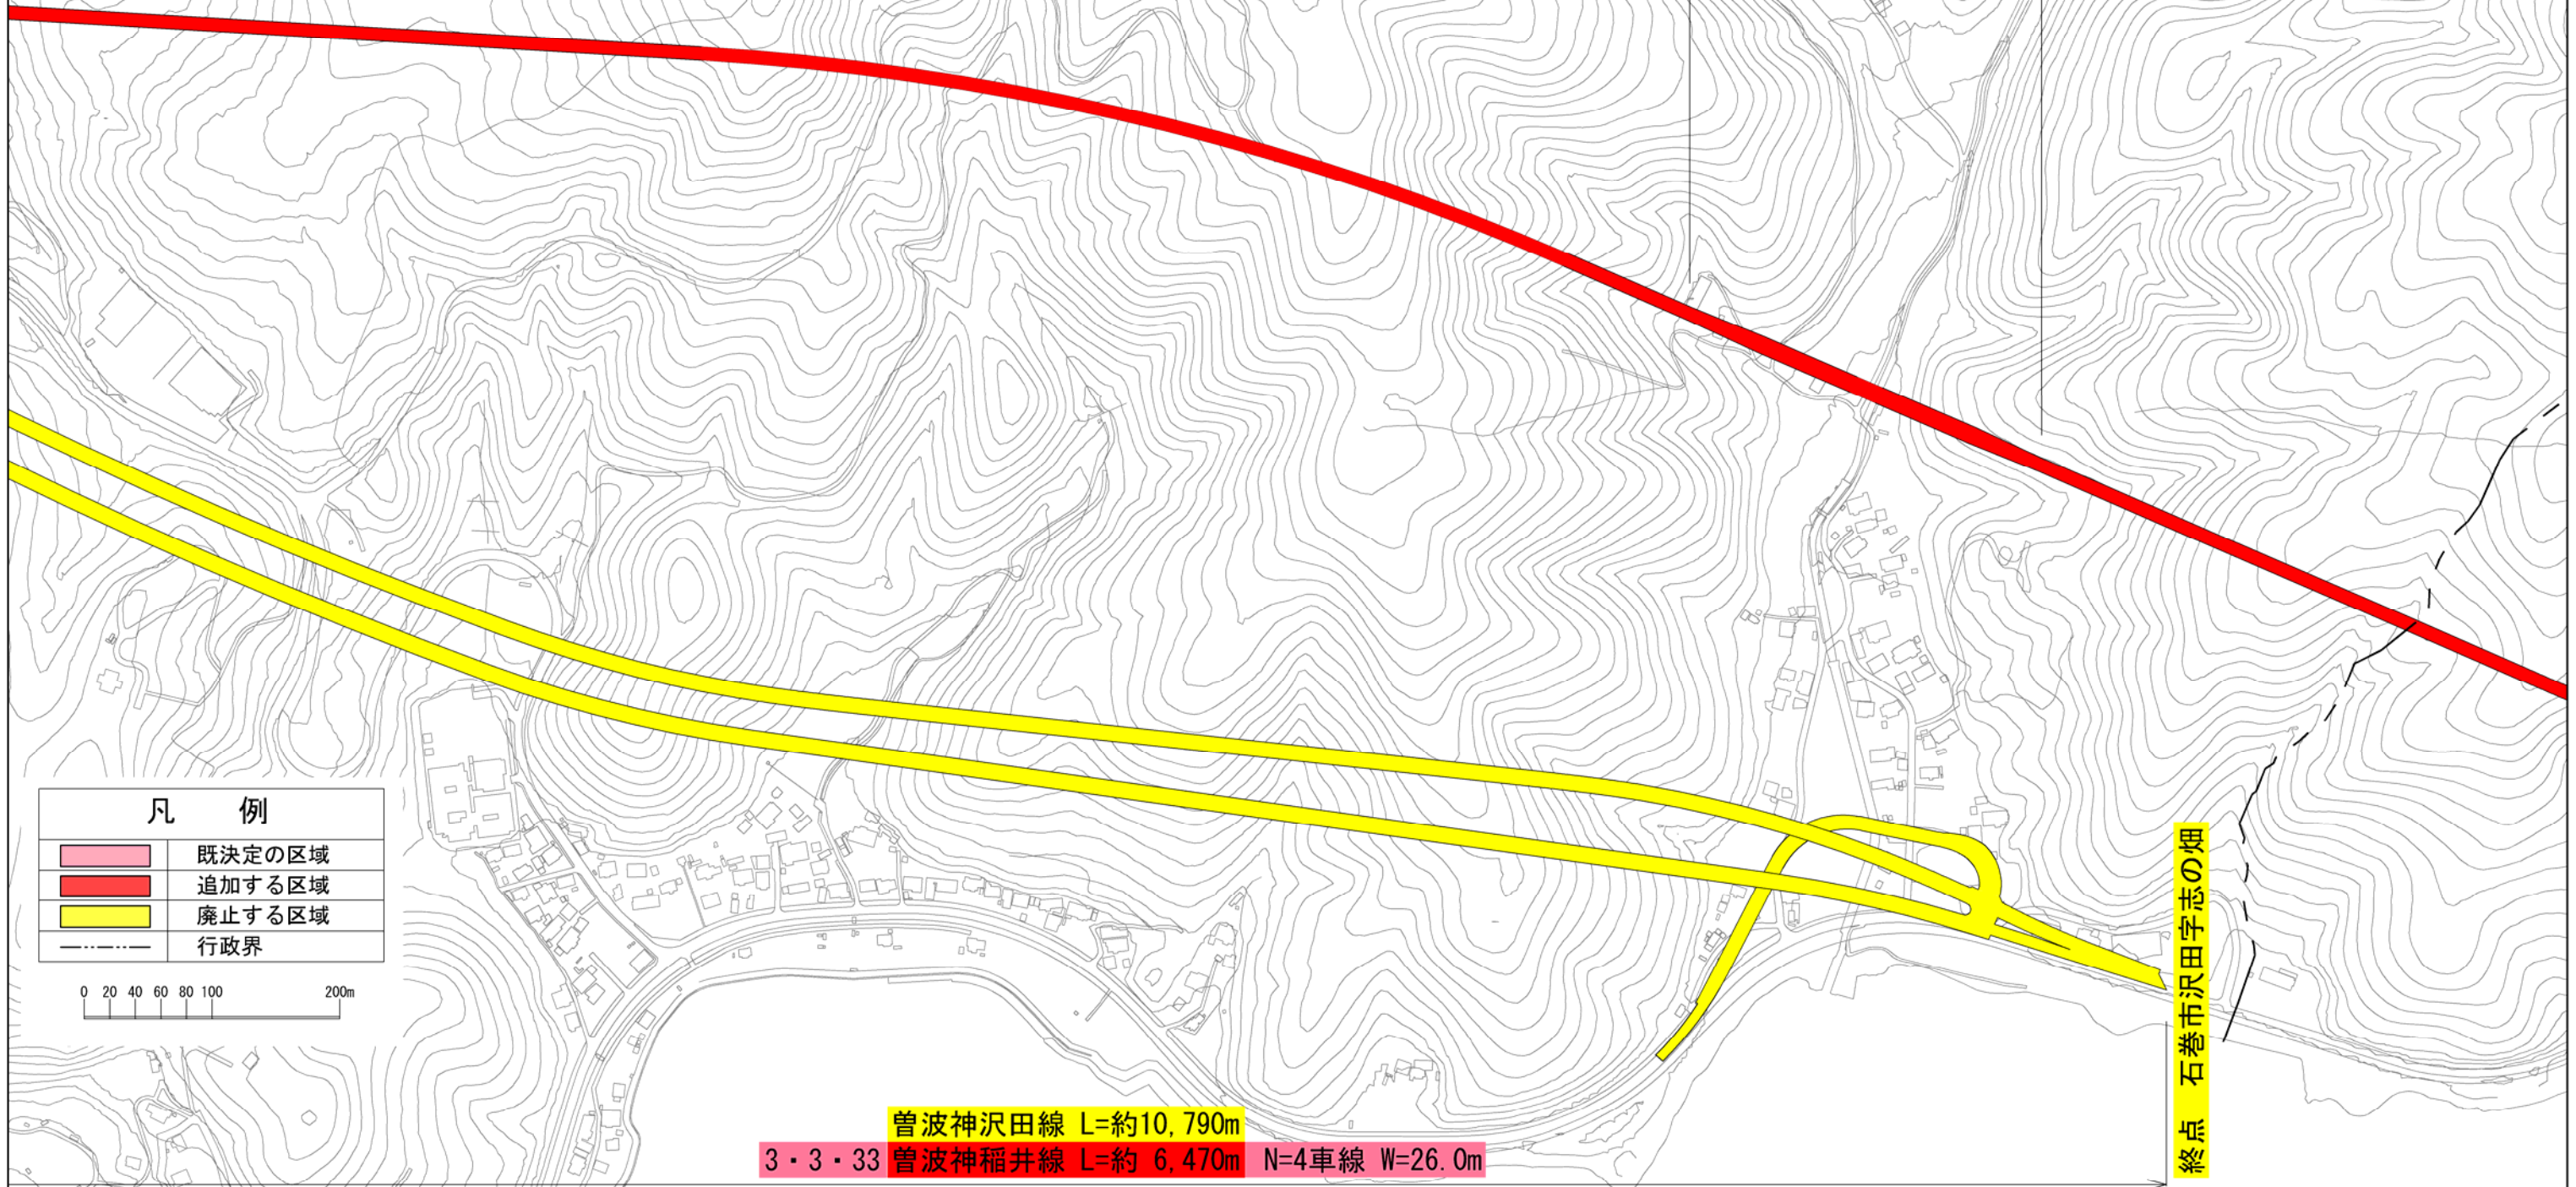 凡 例
既決定の区域
追加する区域
廃止する区域
行政界
0 20 40 60 80 100 200m
曽波神沢田線 L=約10,790m
3・3・33 曽波神稲井線 L=約 6,470m N=4車線 W=26.0m
終点 石巻市沢田字志の畑